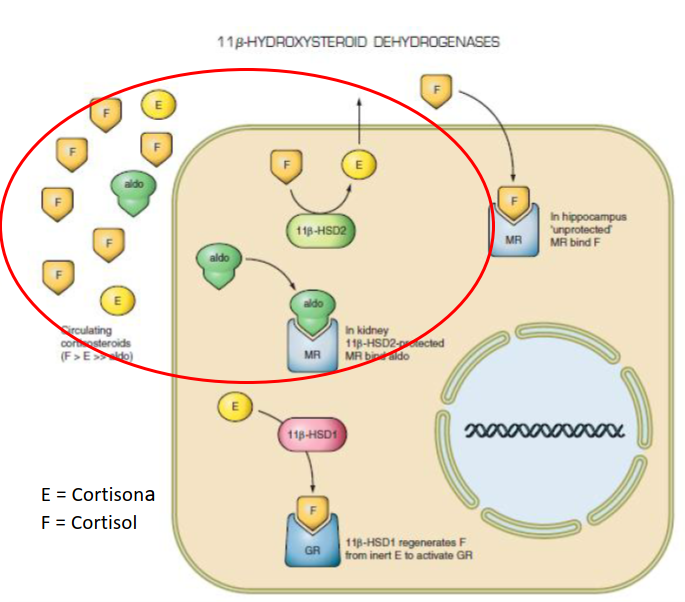 11β-HYDROXYSTEROID DEHYDROGENASES
F
E
F
F
aldo
F
F
F
E
Circulating
corticosteroids
(F > E >> aldo)
F
E
11β-HSD2
aldo
aldo
MR
In kidney
11β-HSD2-protected
MR bind aldo
F
F
MR
In hippocampus
'unprotected'
MR bind F
E
11β-HSD1
F
GR
11β-HSD1 regenerates F
from inert E to activate GR
E = Cortisona
F = Cortisol